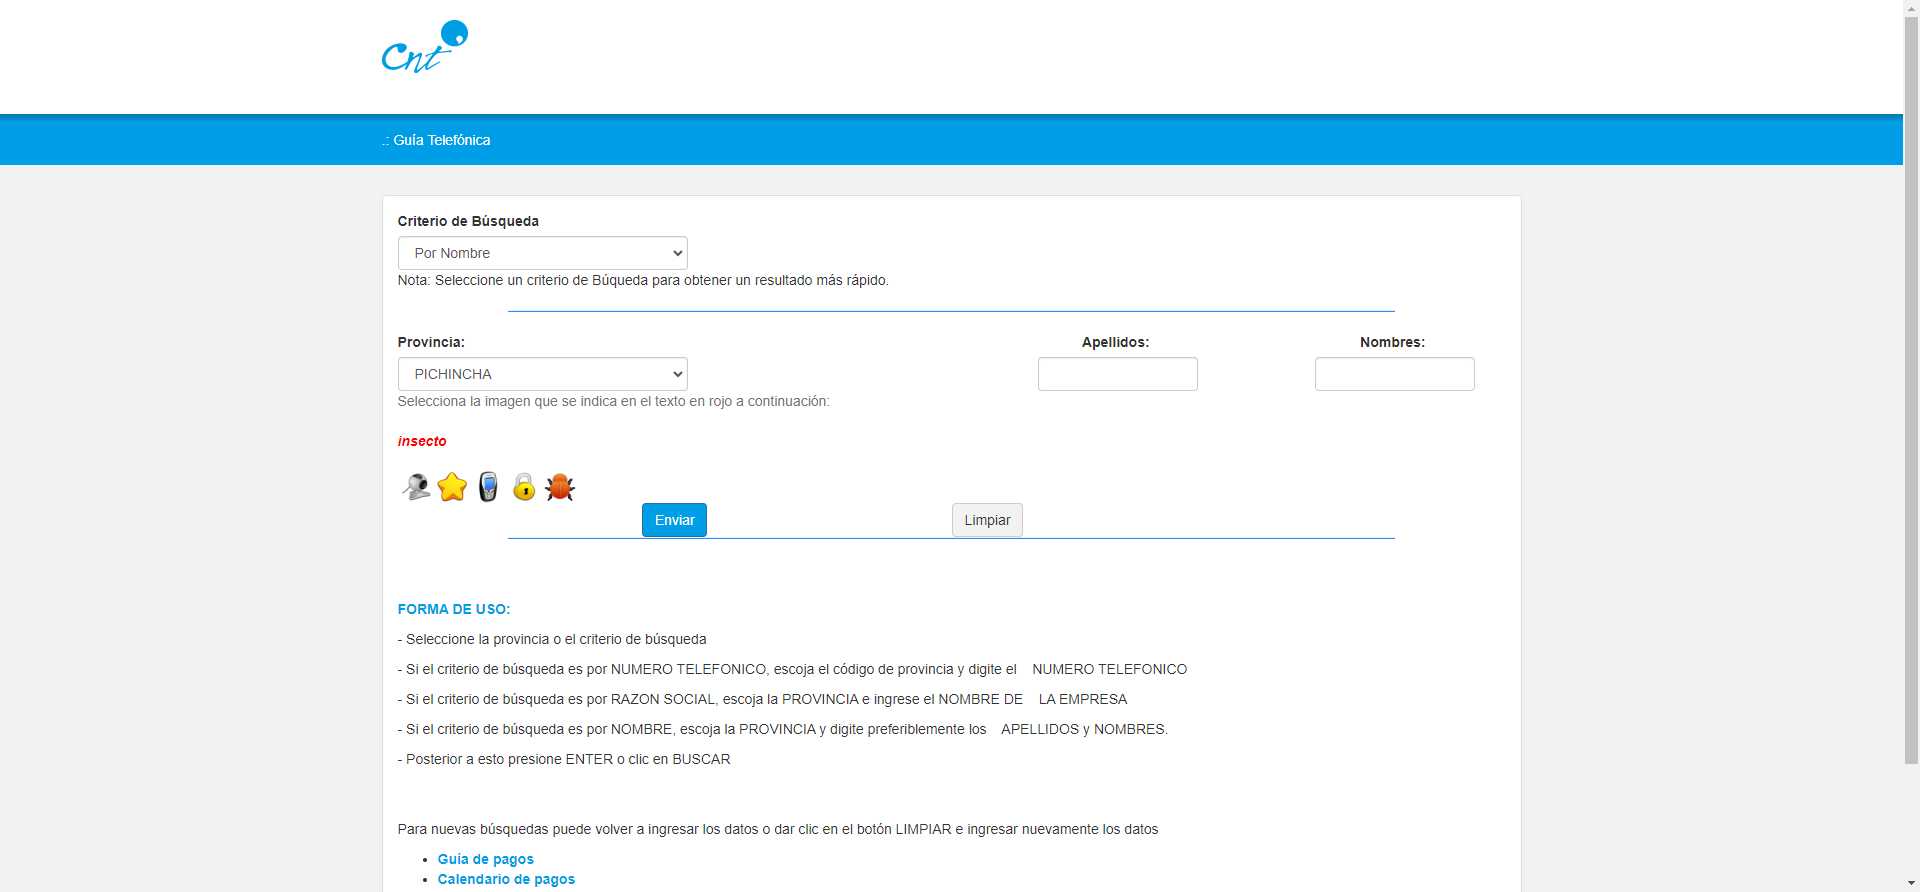 Cnt
.: Guía Telefónica
Criterio de Búsqueda
Por Nombre
Nota: Seleccione un criterio de Búqueda para obtener un resultado más rápido.
Provincia: Apellidos: Nombres:
PICHINCHA
Selecciona la imagen que se indica en el texto en rojo a continuación:
insecto
Enviar Limpiar
FORMA DE USO:
- Seleccione la provincia o el criterio de búsqueda
- Si el criterio de búsqueda es por NUMERO TELEFONICO, escoja el código de provincia y digite el NUMERO TELEFONICO
- Si el criterio de búsqueda es por RAZON SOCIAL, escoja la PROVINCIA e ingrese el NOMBRE DE LA EMPRESA
- Si el criterio de búsqueda es por NOMBRE, escoja la PROVINCIA y digite preferiblemente los APELLIDOS y NOMBRES.
- Posterior a esto presione ENTER o clic en BUSCAR
Para nuevas búsquedas puede volver a ingresar los datos o dar clic en el botón LIMPIAR e ingresar nuevamente los datos
• Guía de pagos
• Calendario de pagos